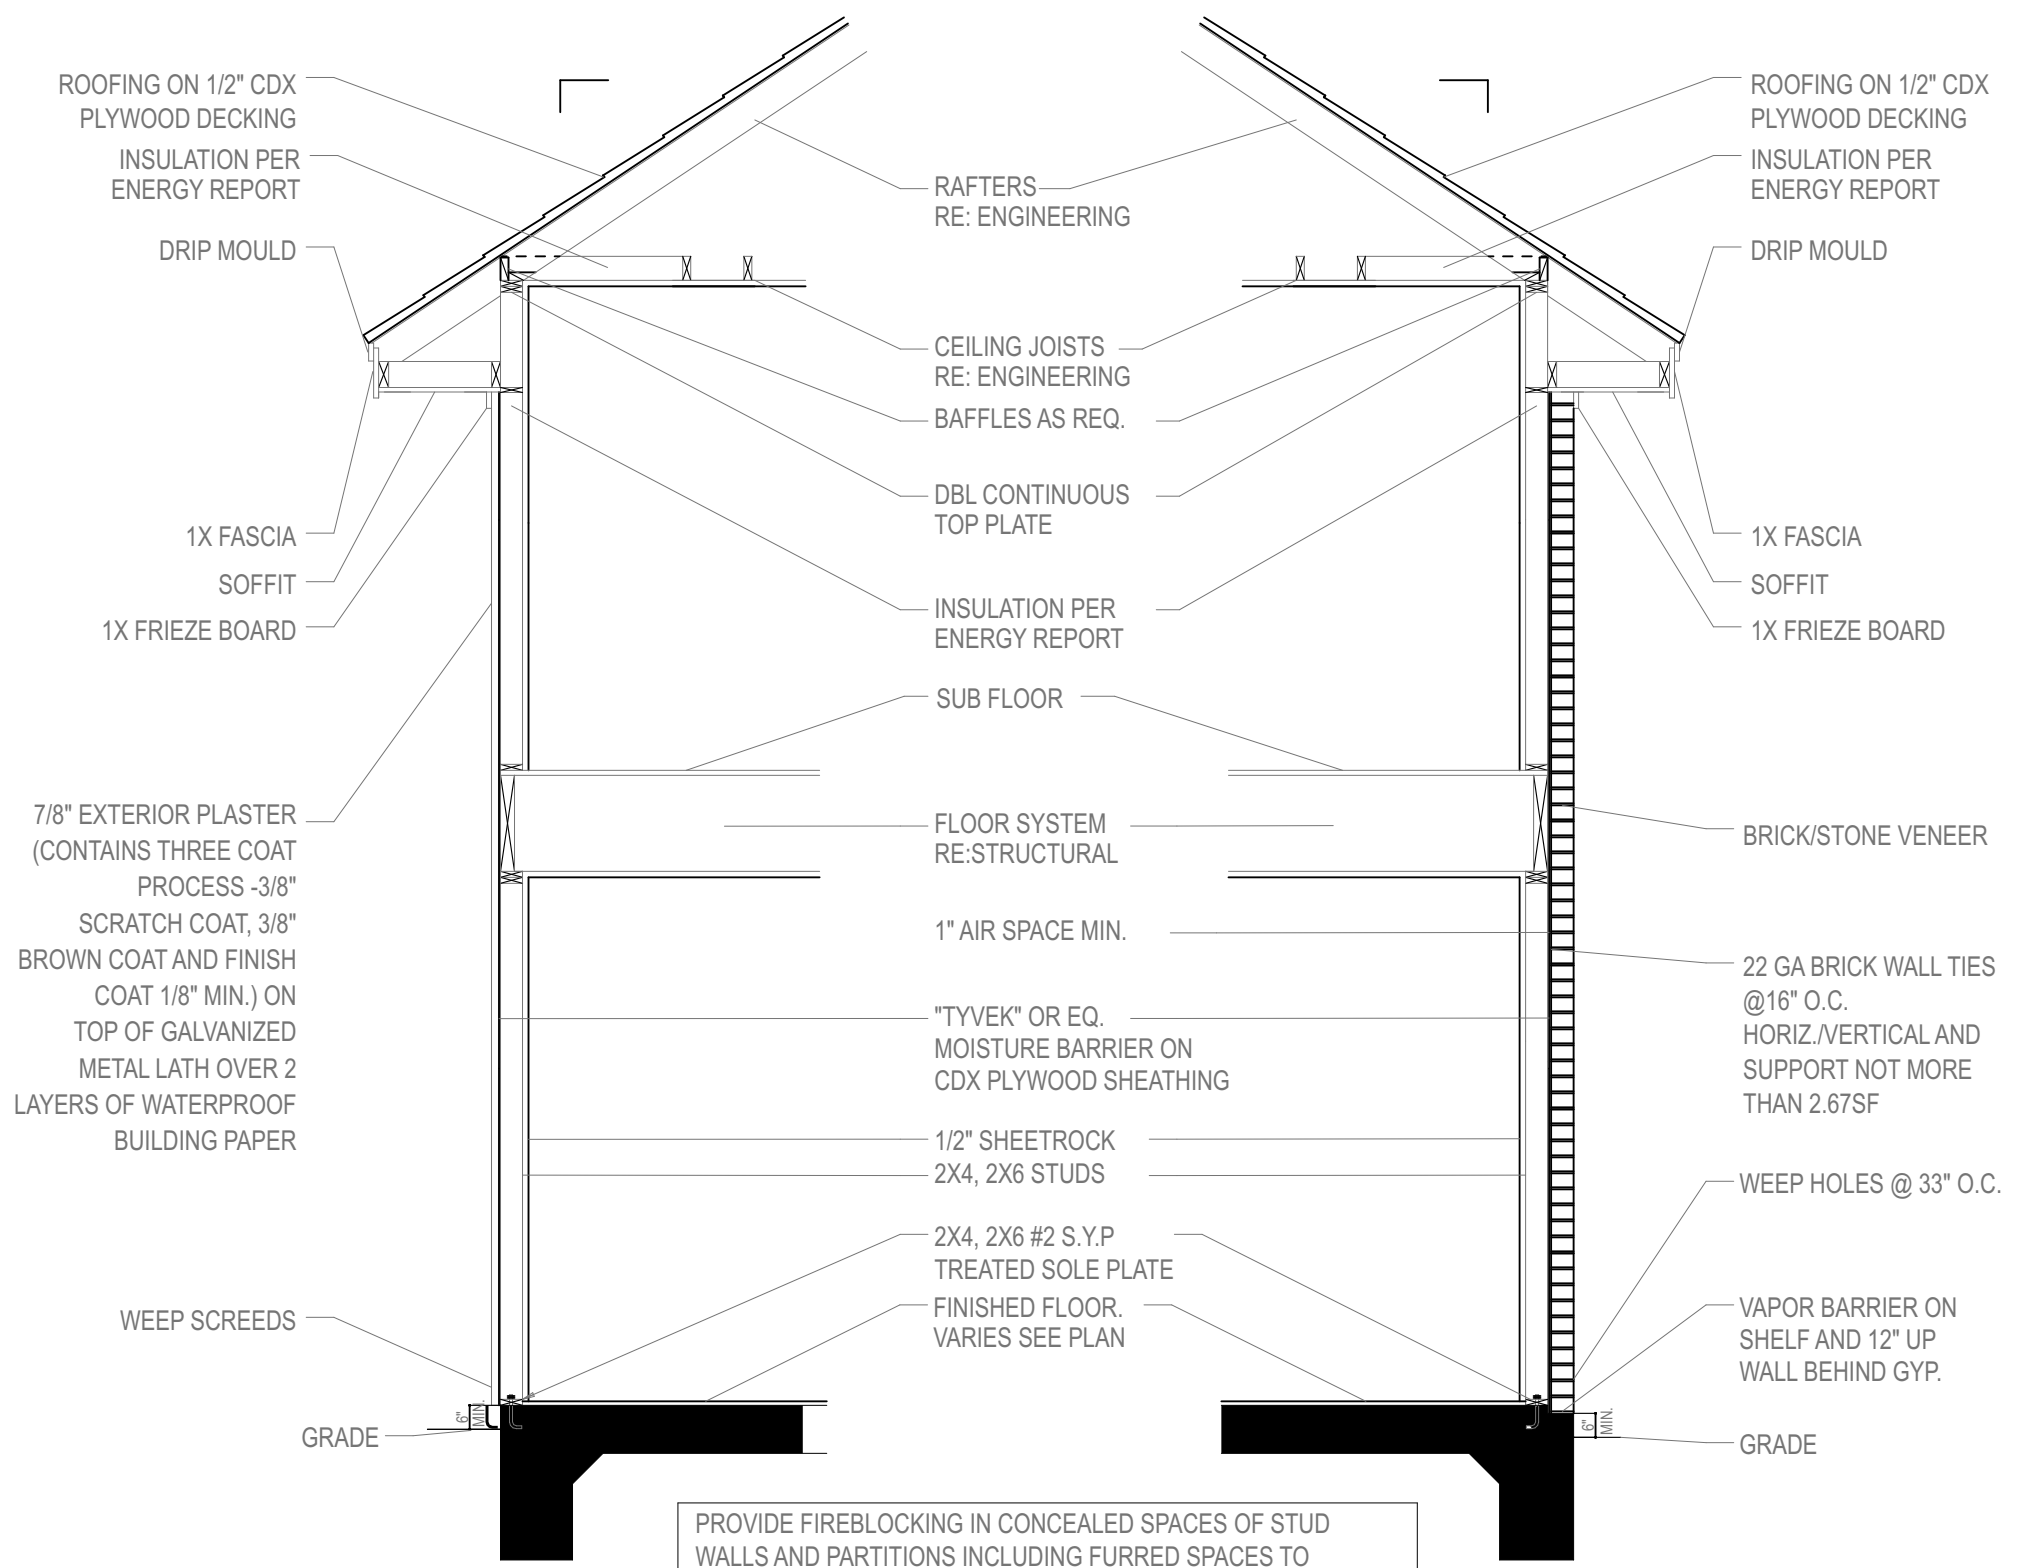 ROOFING ON 1/2" CDX
PLYWOOD DECKING
INSULATION PER
ENERGY REPORT
DRIP MOULD
1X FASCIA
SOFFIT
1X FRIEZE BOARD
7/8" EXTERIOR PLASTER
(CONTAINS THREE COAT
PROCESS -3/8"
SCRATCH COAT, 3/8"
BROWN COAT AND FINISH
COAT 1/8" MIN.) ON
TOP OF GALVANIZED
METAL LATH OVER 2
LAYERS OF WATERPROOF
BUILDING PAPER
WEEP SCREEDS
6"
MIN.
GRADE
RAFTERS
RE: ENGINEERING
CEILING JOISTS
RE: ENGINEERING
BAFFLES AS REQ.
DBL CONTINUOUS
TOP PLATE
INSULATION PER
ENERGY REPORT
SUB FLOOR
FLOOR SYSTEM
RE:STRUCTURAL
1" AIR SPACE MIN.
"TYVEK" OR EQ.
MOISTURE BARRIER ON
CDX PLYWOOD SHEATHING
1/2" SHEETROCK
2X4, 2X6 STUDS
2X4, 2X6 #2 S.Y.P
TREATED SOLE PLATE
FINISHED FLOOR.
VARIES SEE PLAN
ROOFING ON 1/2" CDX
PLYWOOD DECKING
INSULATION PER
ENERGY REPORT
DRIP MOULD
1X FASCIA
SOFFIT
1X FRIEZE BOARD
BRICK/STONE VENEER
22 GA BRICK WALL TIES
@16" O.C.
HORIZ./VERTICAL AND
SUPPORT NOT MORE
THAN 2.67SF
WEEP HOLES @ 33" O.C.
VAPOR BARRIER ON
SHELF AND 12" UP
WALL BEHIND GYP.
6"
MIN.
GRADE
PROVIDE FIREBLOCKING IN CONCEALED SPACES OF STUD
WALLS AND PARTITIONS INCLUDING FURRED SPACES TO